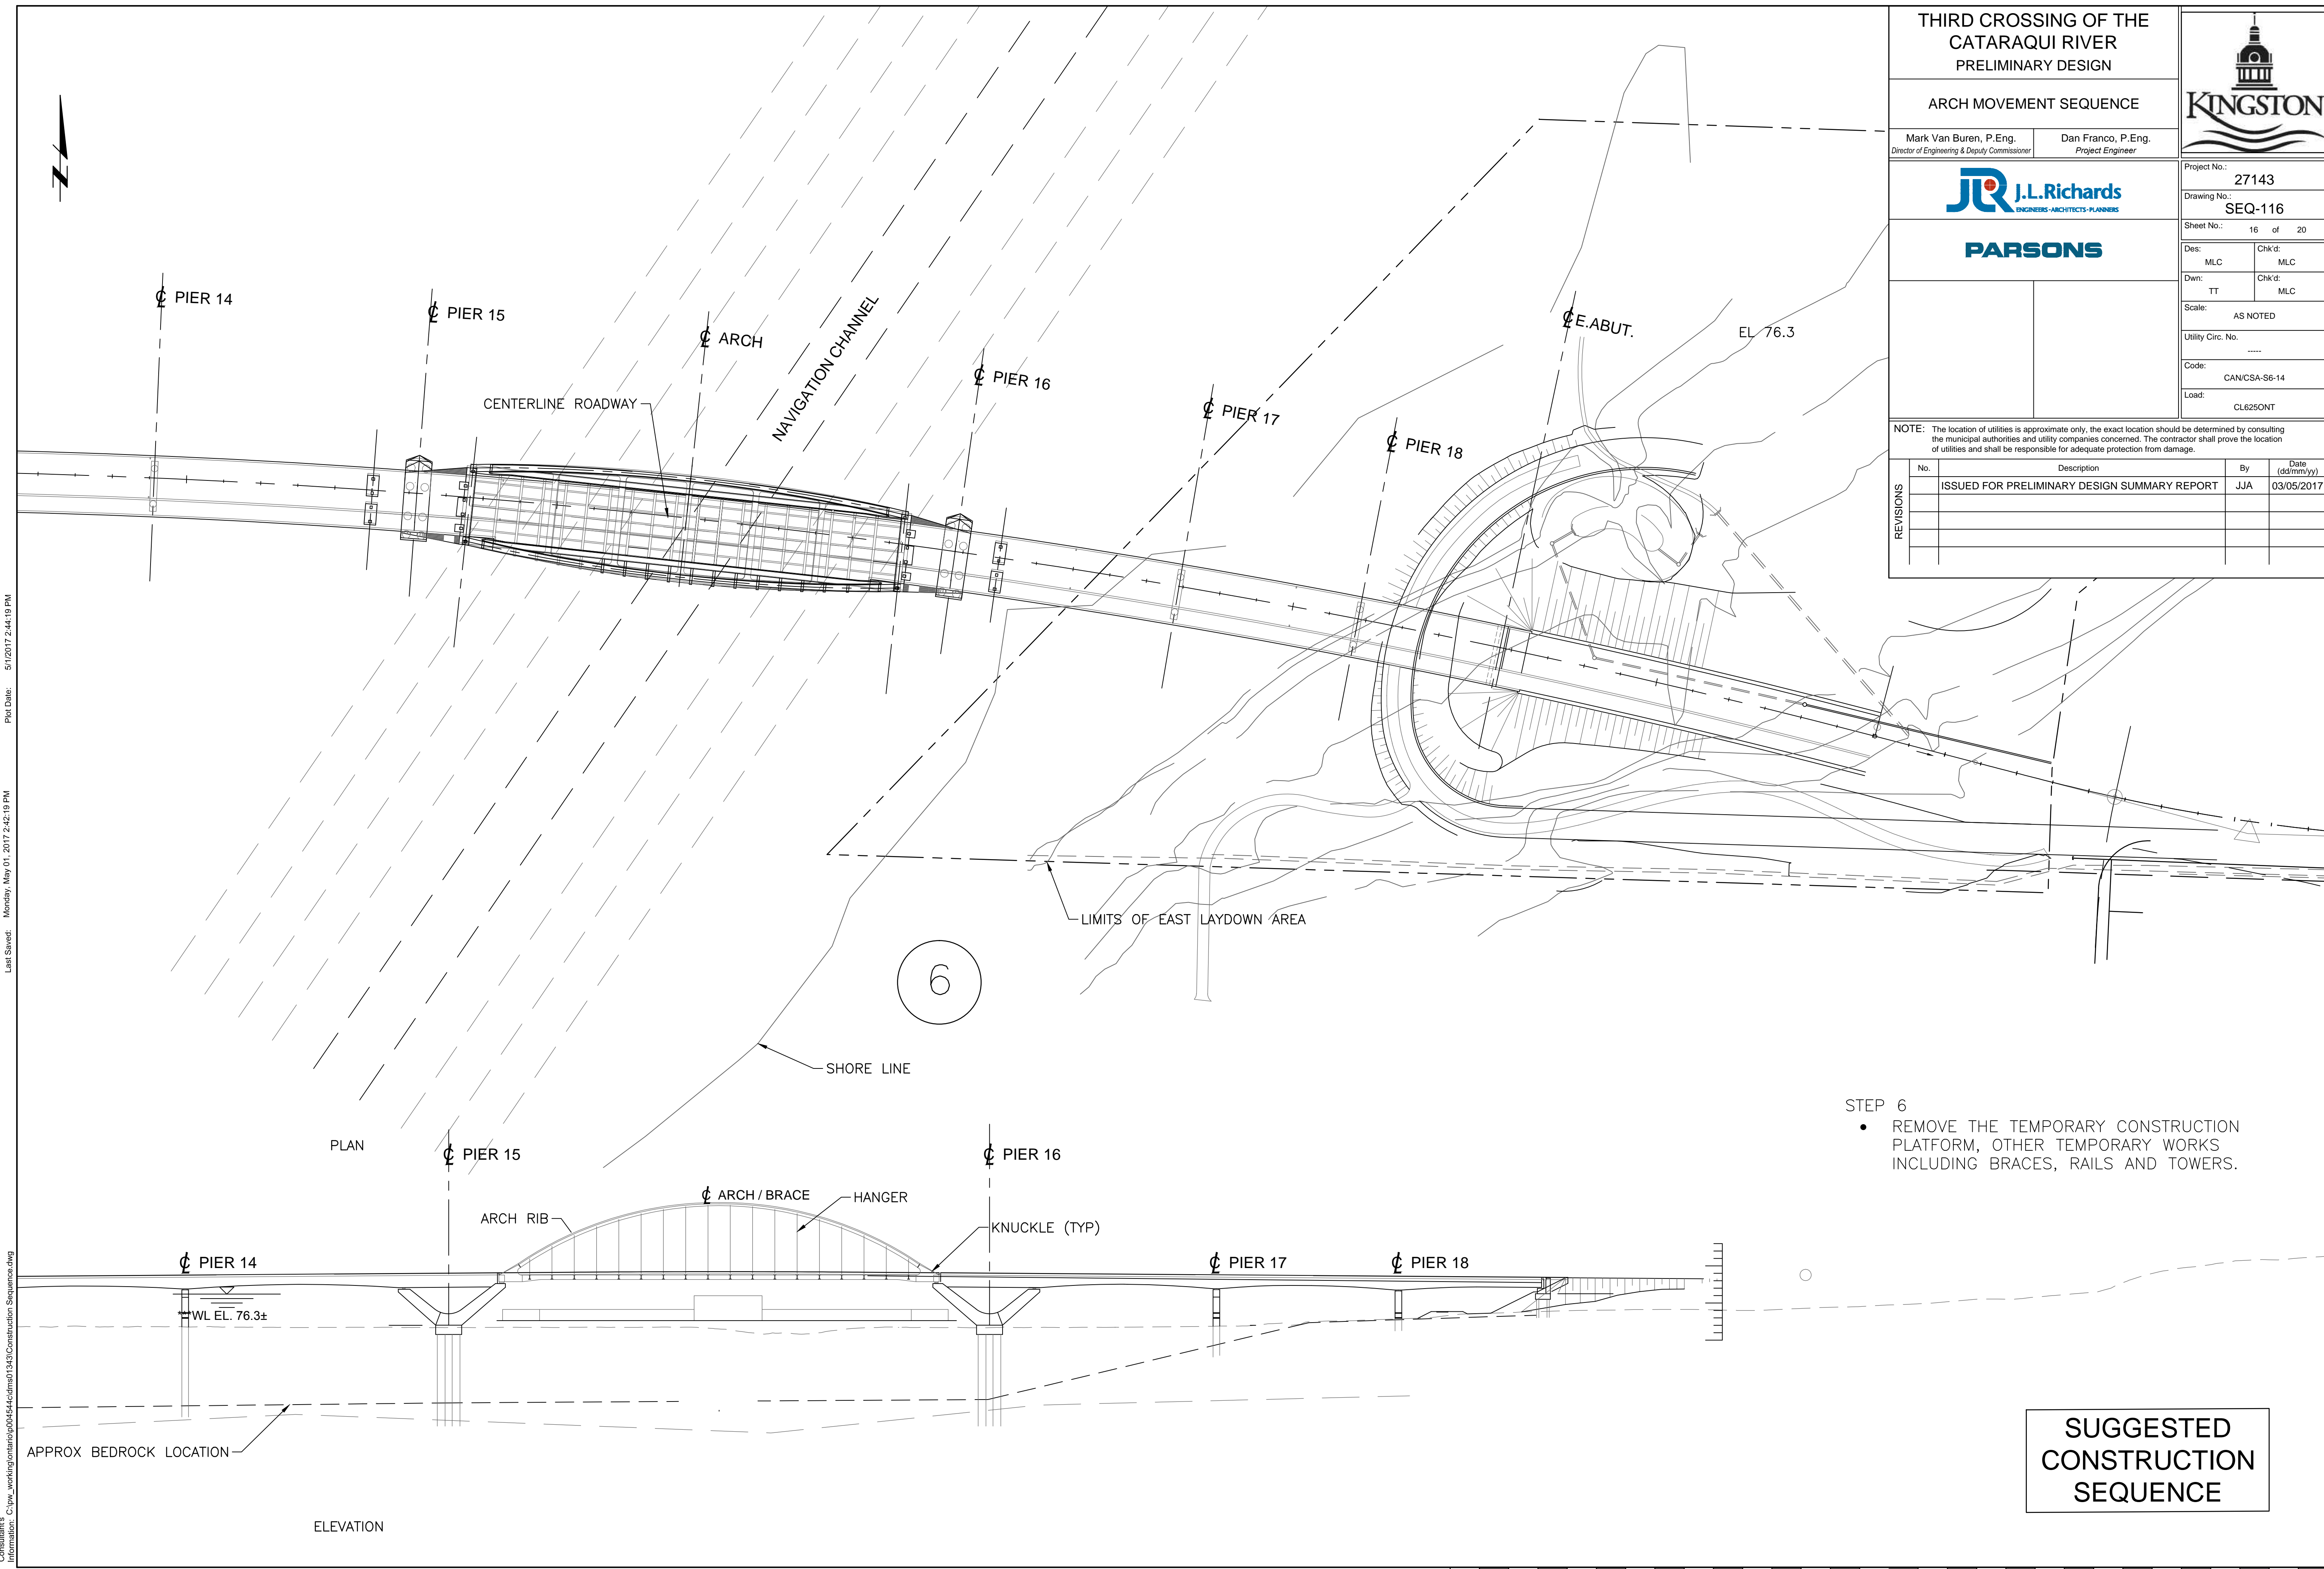 THIRD CROSSING OF THE
CATARAQUI RIVER
PRELIMINARY DESIGN
ARCH MOVEMENT SEQUENCE
Mark Van Buren, P.Eng.
Director of Engineering & Deputy Commissioner
Dan Franco, P.Eng.
Project Engineer
KINGSTON
J.L.Richards
ENGINEERS · ARCHITECTS · PLANNERS
PARSONS
Project No.:
27143
Drawing No.:
SEQ-116
Sheet No.: 16 of 20
Des:
MLC
Chk'd:
MLC
Dwn:
TT
Chk'd:
MLC
Scale:
AS NOTED
Utility Circ. No.
-----
Code:
CAN/CSA-S6-14
Load:
CL625ONT
NOTE: The location of utilities is approximate only, the exact location should be determined by consulting
the municipal authorities and utility companies concerned. The contractor shall prove the location
of utilities and shall be responsible for adequate protection from damage.
REVISIONS
No. Description By Date
(dd/mm/yy)
ISSUED FOR PRELIMINARY DESIGN SUMMARY REPORT JJA 03/05/2017
N
℄ PIER 14
℄ PIER 15
℄ ARCH
NAVIGATION CHANNEL
℄ PIER 16
℄ PIER 17
℄ PIER 18
℄ E.ABUT.
EL 76.3
CENTERLINE ROADWAY
LIMITS OF EAST LAYDOWN AREA
6
SHORE LINE
PLAN
STEP 6
• REMOVE THE TEMPORARY CONSTRUCTION
PLATFORM, OTHER TEMPORARY WORKS
INCLUDING BRACES, RAILS AND TOWERS.
℄ PIER 15
℄ PIER 16
℄ ARCH / BRACE
HANGER
ARCH RIB
KNUCKLE (TYP)
℄ PIER 14
℄ PIER 17
℄ PIER 18
WL EL. 76.3±
APPROX BEDROCK LOCATION
ELEVATION
SUGGESTED
CONSTRUCTION
SEQUENCE
Plot Date: 5/1/2017 2:44:19 PM
Last Saved: Monday, May 01, 2017 2:42:19 PM
Consultant's
Information: C:\pw_working\ontario\p004544c\dms01343\Construction Sequence.dwg